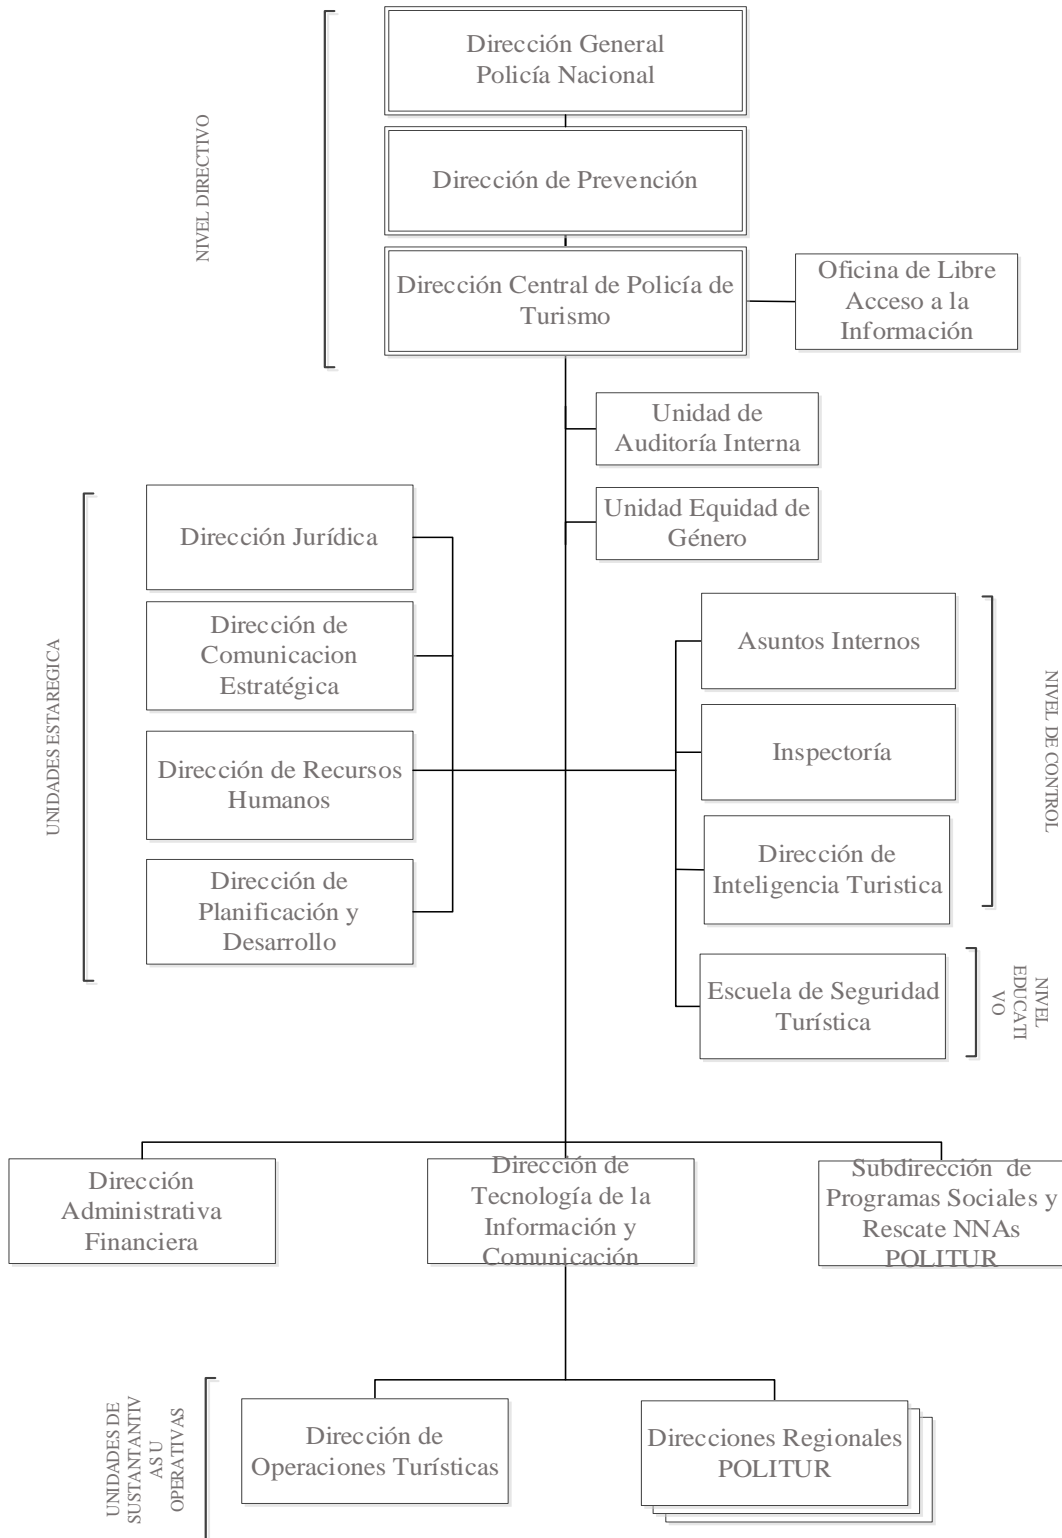 Dirección General
Policía Nacional
NIVEL DIRECTIVO
Dirección de Prevención
Dirección Central de Policía de
Turismo
Oficina de Libre
Acceso a la
Información
Unidad de
Auditoría Interna
Unidad Equidad de
Género
UNIDADES ESTAREGICA
Dirección Jurídica
Dirección de
Comunicacion
Estratégica
Dirección de Recursos
Humanos
Dirección de
Planificación y
Desarrollo
Asuntos Internos
Inspectoría
Dirección de
Inteligencia Turistica
NIVEL DE CONTROL
Escuela de Seguridad
Turística
NIVEL
EDUCATI
VO
Dirección
Administrativa
Financiera
Dirección de
Tecnología de la
Información y
Comunicación
Subdirección de
Programas Sociales y
Rescate NNAs
POLITUR
UNIDADES DE
SUSTANTANTIV
AS U
OPERATIVAS
Dirección de
Operaciones Turísticas
Direcciones Regionales
POLITUR